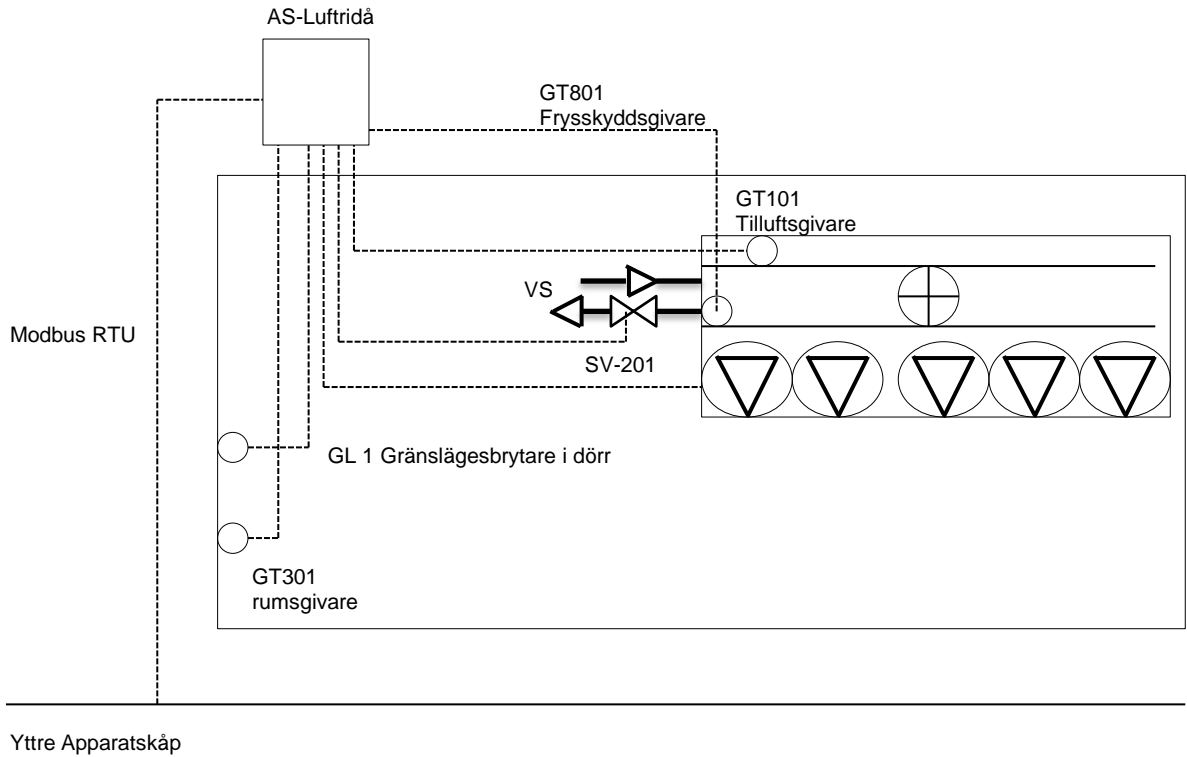 AS-Luftridå
GT801
Frysskyddsgivare
GT101
Tilluftsgivare
VS
Modbus RTU
SV-201
GL 1 Gränslägesbrytare i dörr
GT301
rumsgivare
Yttre Apparatskåp